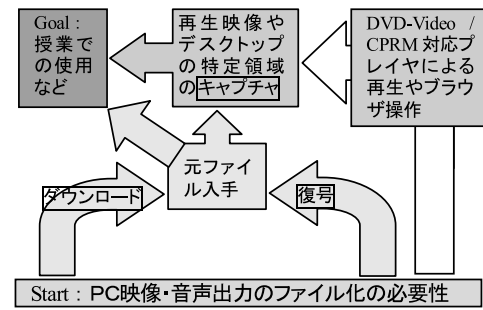 Goal :
授業で
の使用
など
再生映像や
デスクトップ
の特定領域
のキャプチャ
DVD-Video /
CPRM 対応プ
レイヤによる
再生やブラウ
ザ操作
元ファイ
ル入手
ダウンロード
復号
Start : PC映像・音声出力のファイル化の必要性